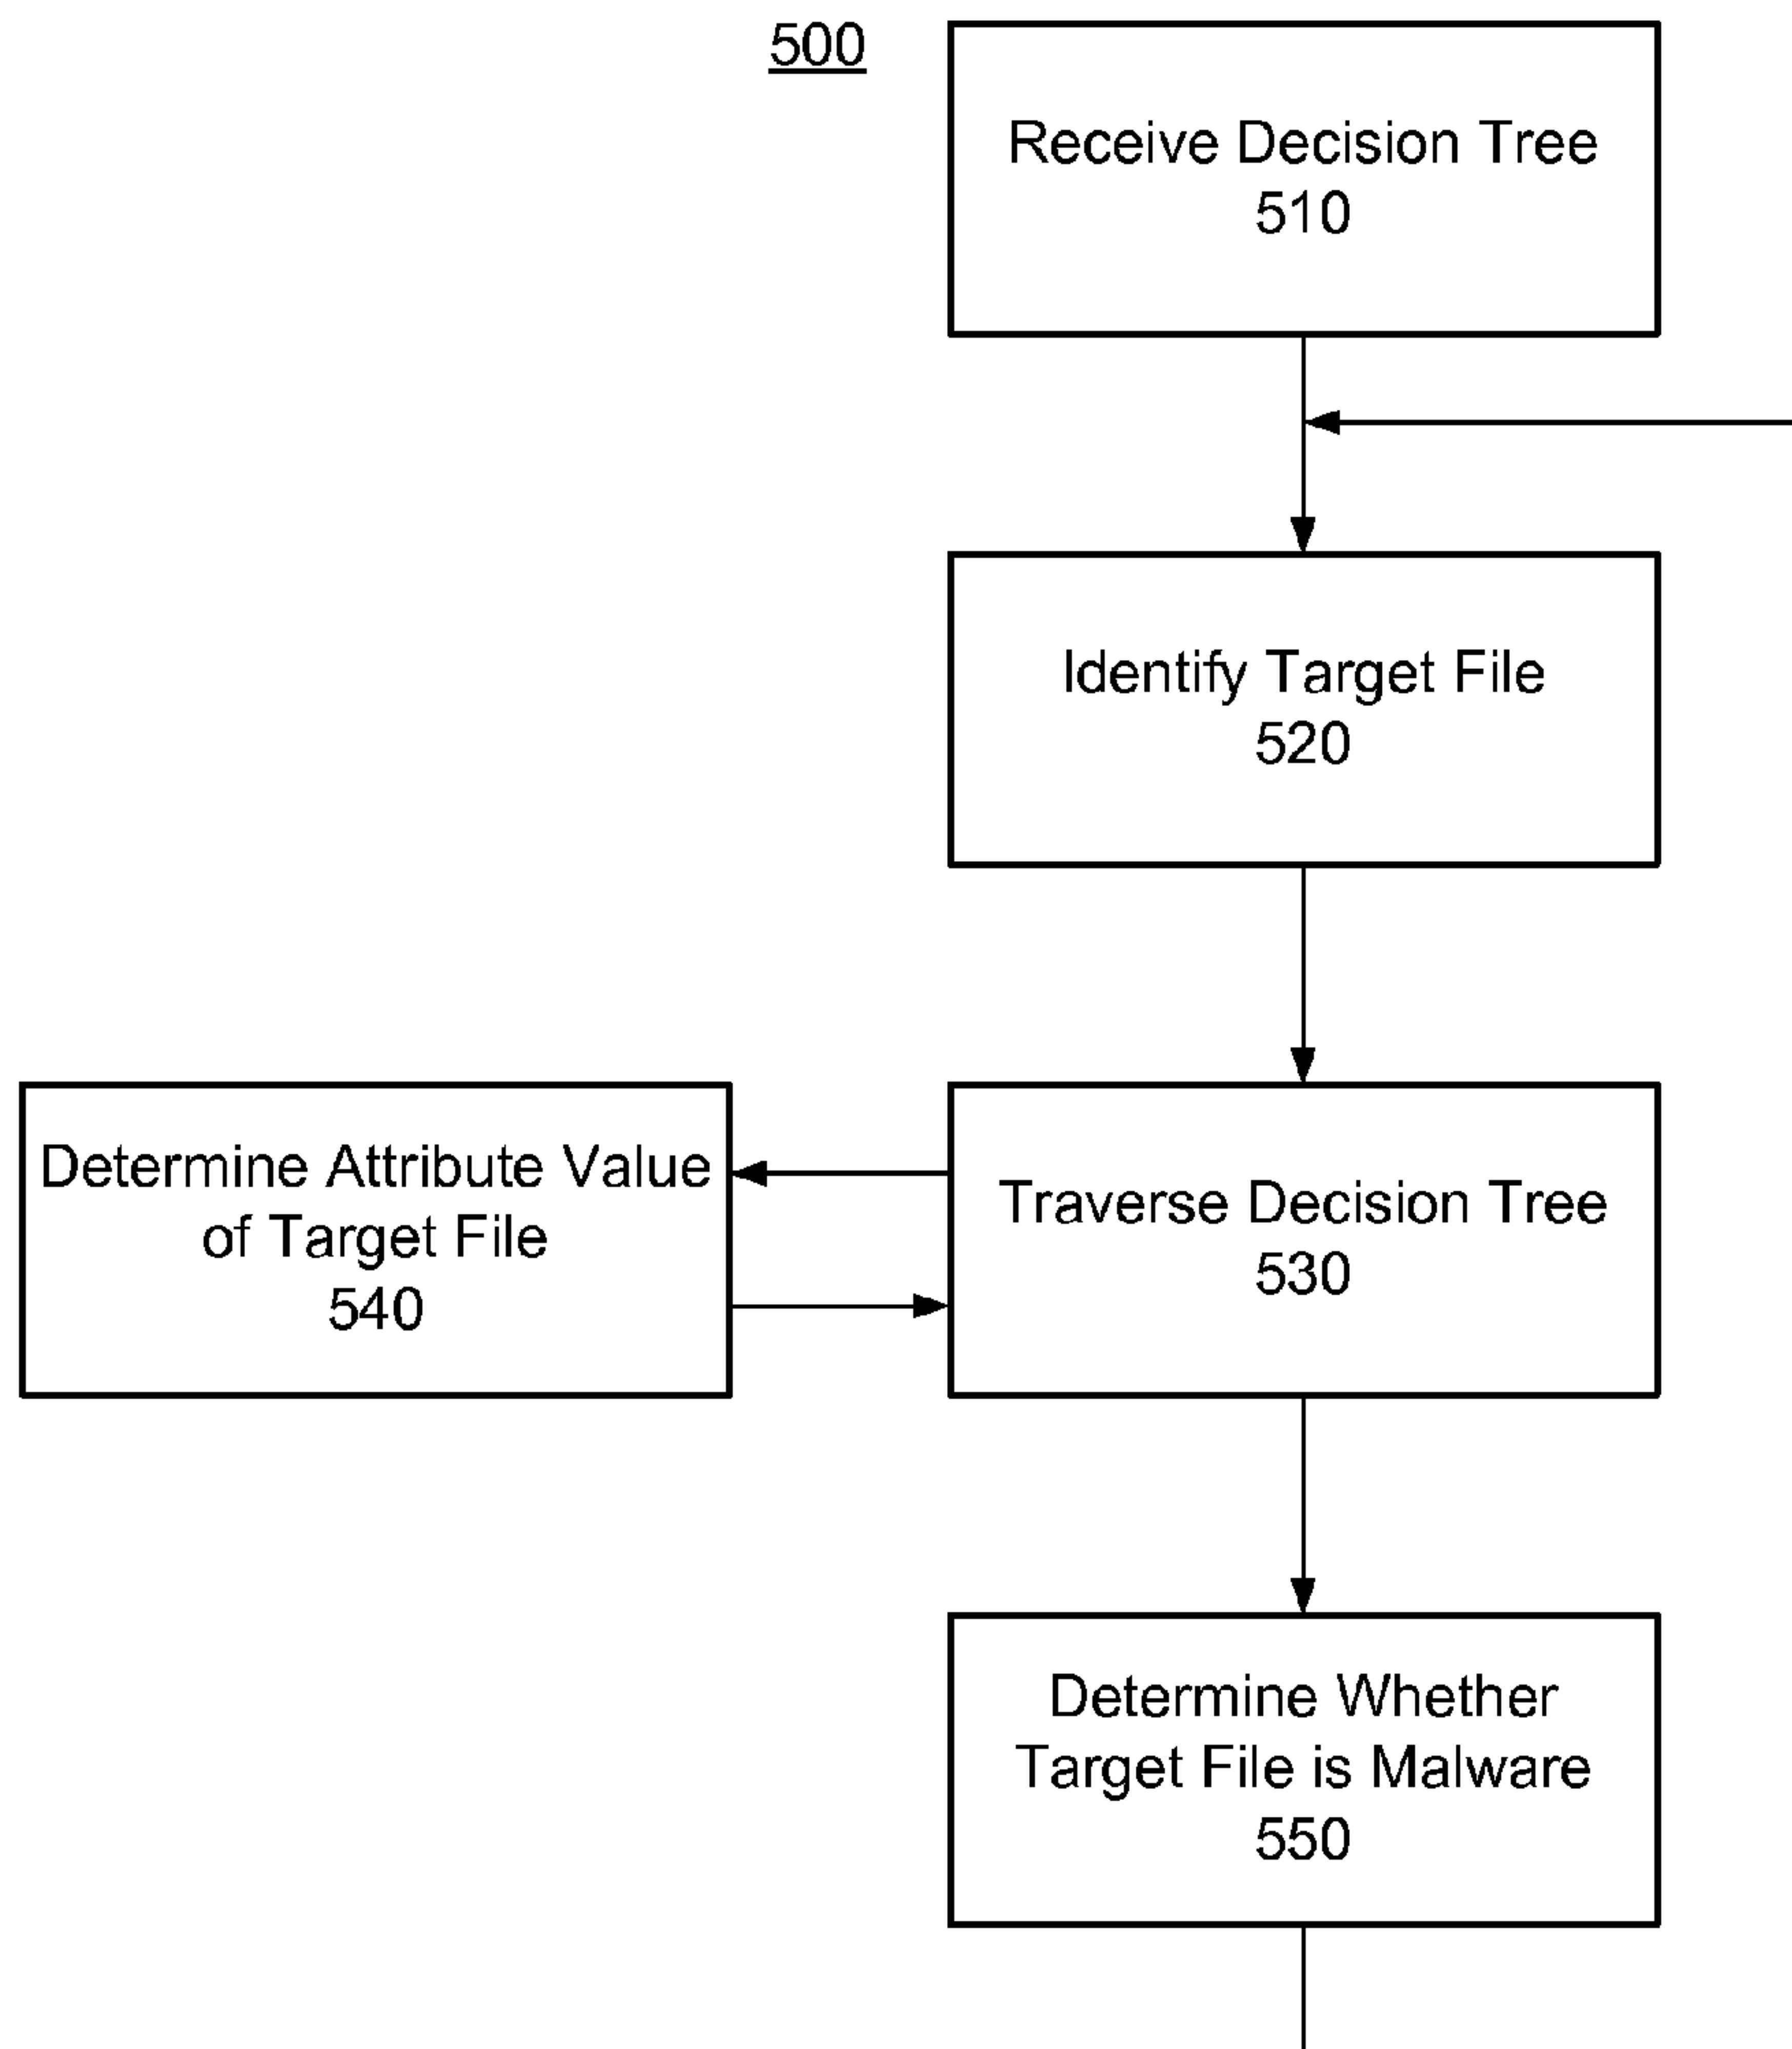 500
Receive Decision Tree
510
Identify Target File
520
Determine Attribute Value
of Target File
540
Traverse Decision Tree
530
Determine Whether
Target File is Malware
550